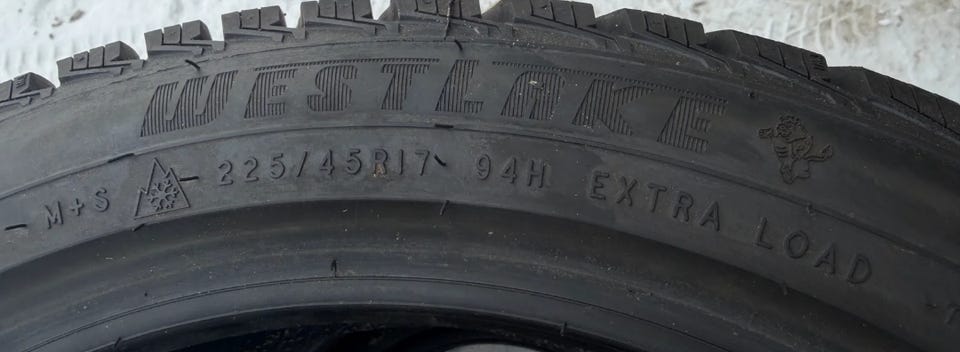 WESTLAKE
M+S 225/45R17 94H EXTRA LOAD